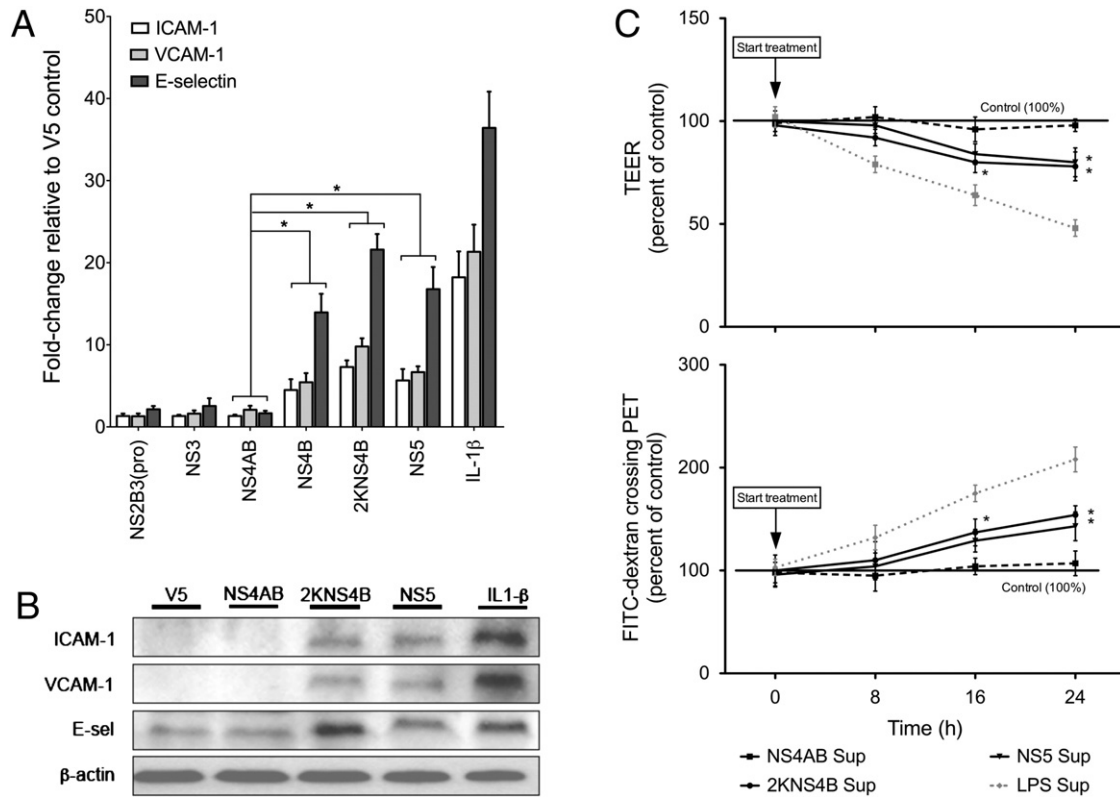 A
Fold-change relative to V5 control
50
40
30
20
10
0
ICAM-1
VCAM-1
E-selectin
*
*
*
NS2B3(pro)
NS3
NS4AB
NS4B
2KNS4B
NS5
IL-1β
B
V5 NS4AB 2KNS4B NS5 IL1-β
ICAM-1
VCAM-1
E-sel
β-actin
C
TEER
(percent of control)
150
100
50
0
Start treatment
Control (100%)
*
*
*
FITC-dextran crossing PET
(percent of control)
300
200
100
0
Start treatment
Control (100%)
*
*
*
0 8 16 24
Time (h)
NS4AB Sup
2KNS4B Sup
NS5 Sup
LPS Sup